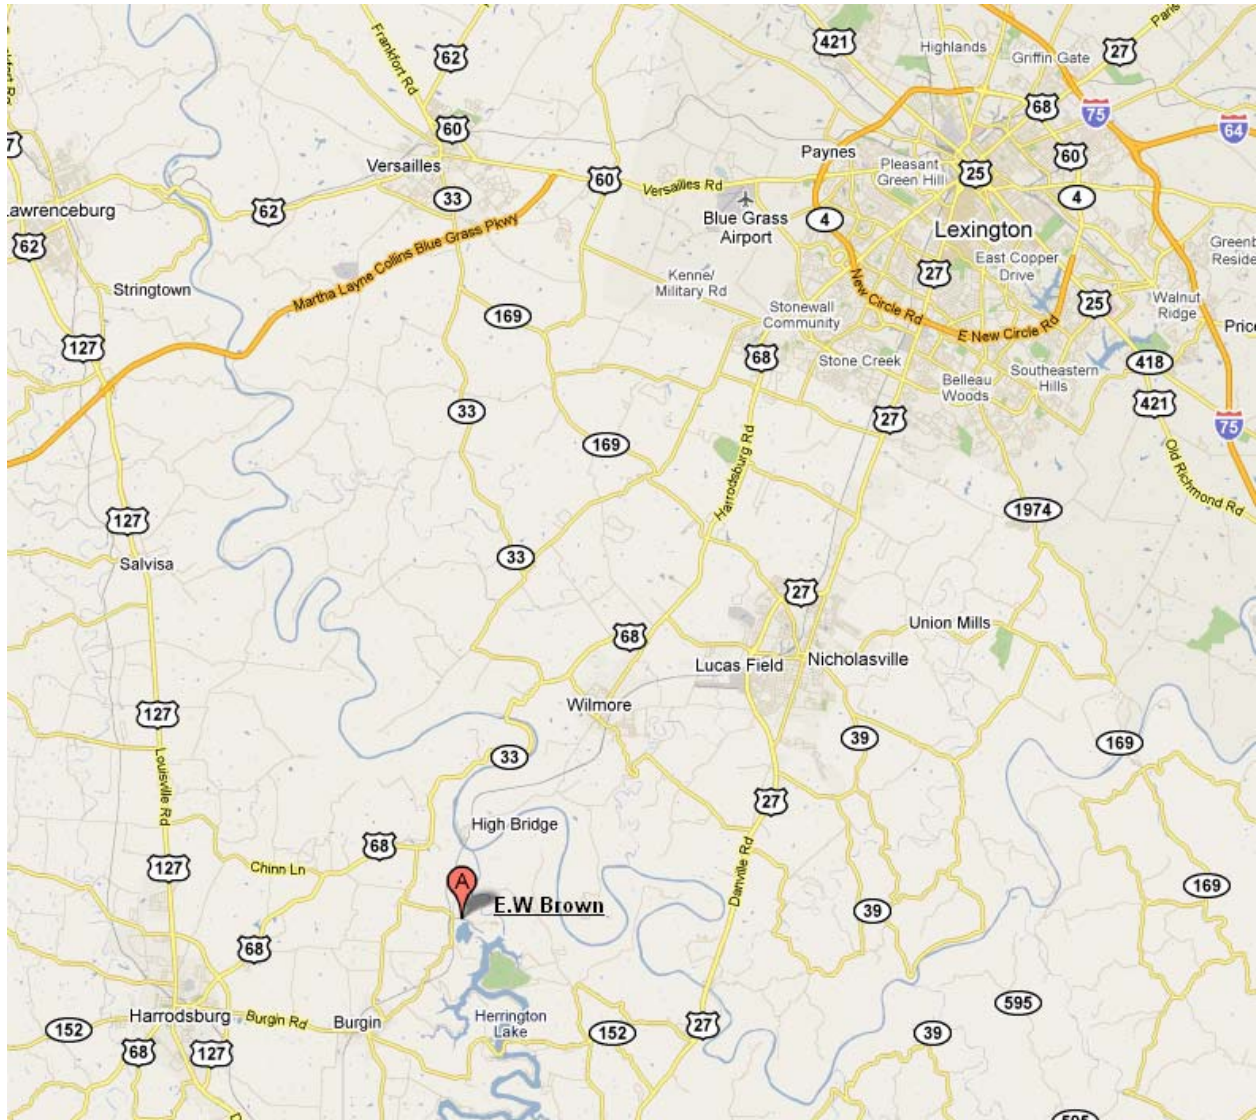 421
Highlands
Griffin Gate
27
Paris
62
Frankfort Rd
60
Versailles
68
75
64
Paynes
Pleasant
Green Hill
25
60
33
60
Versailles Rd
Blue Grass
Airport
4
4
Lexington
Lawrenceburg
62
62
Martha Layne Collins Blue Grass Pkwy
Stringtown
Kenne/
Military Rd
27
East Copper
Drive
New Circle Rd
E New Circle Rd
25
Walnut
Ridge
127
169
Stonewall
Community
68
Stone Creek
Belleau
Woods
Southeastern
Hills
418
421
33
169
27
75
Old Richmond Rd
Harrodsburg Rd
127
Salvisa
33
1974
27
68
Union Mills
Lucas Field
Nicholasville
Wilmore
127
Louisville Rd
33
39
169
27
High Bridge
68
127
Chinn Ln
A
E.W Brown
Danville Rd
39
169
68
Harrodsburg
Burgin Rd
Burgin
Herrington
Lake
152
68
127
152
27
39
595
595